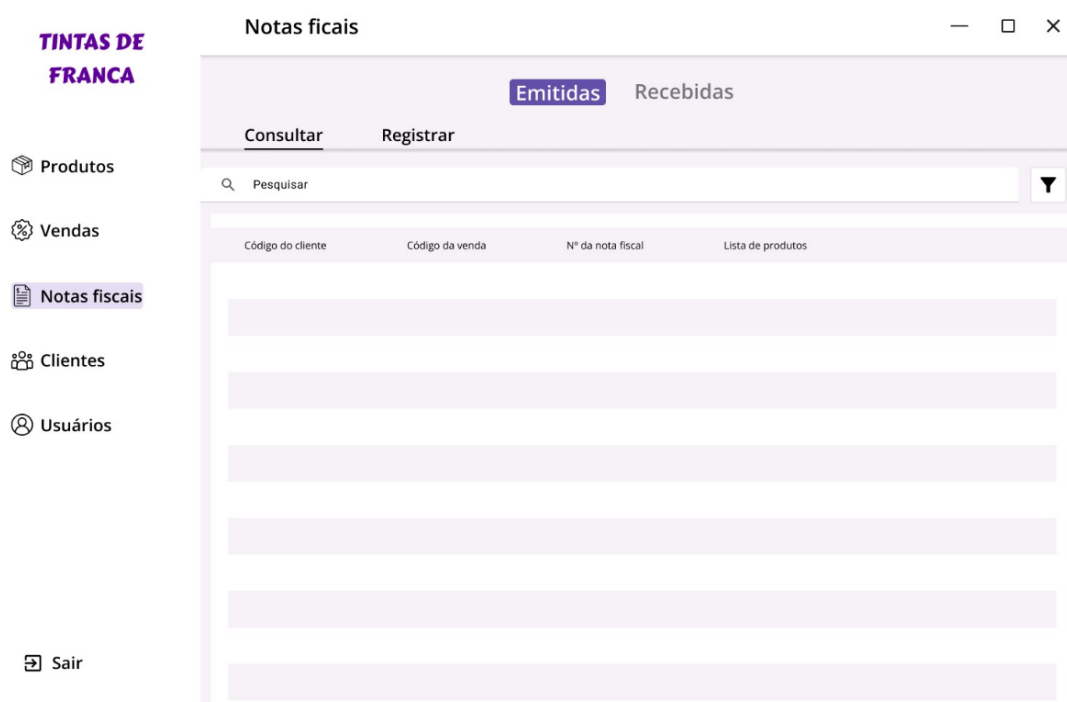 TINTAS DE
FRANCA
Produtos
Vendas
Notas fiscais
Clientes
Usuários
Sair
Notas ficais
Emitidas Recebidas
Consultar Registrar
Pesquisar
Código do cliente Código da venda Nº da nota fiscal Lista de produtos